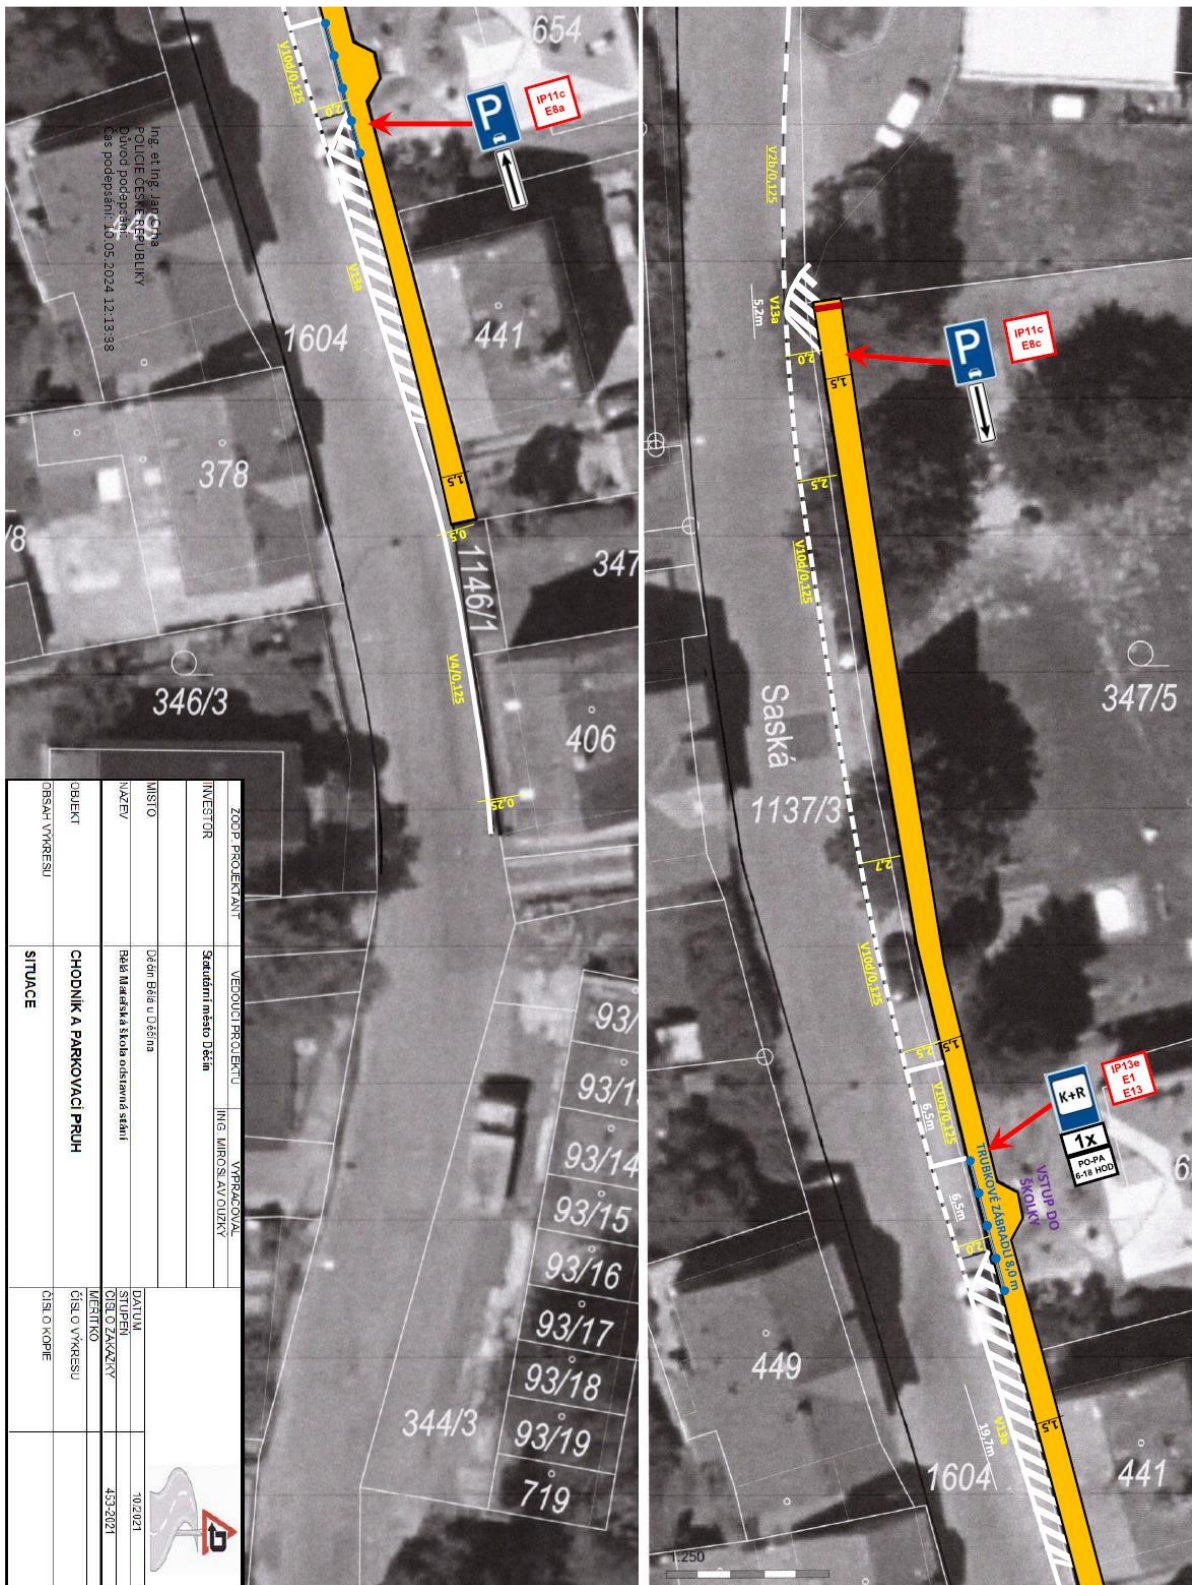 654
V10d/0,125
2,0
P
IP11c
E8a
Ing. et Ing. Jan
POLICIE ČESKÉ REPUBLIKY
Důvod podepsání:
Čas podepsání: 10.05.2024 12:13:38
V13a
1604
441
378
1,5
0,5
1146/1
347
/8
346/3
V4/0,125
406
0,25
ZODP. PROJEKTANT
VEDOUCÍ PROJEKTU
VYPRACOVAL
ING. MIROSLAV OUZKÝ
INVESTOR
Statutární město Děčín
MÍSTO
Děčín Bělá u Děčína
NÁZEV
Bělá Mateřská škola odstavná stání
OBJEKT
CHODNÍK A PARKOVACÍ PRUH
OBSAH VÝKRESU
SITUACE
DATUM
10/2021
STUPEŇ
ČÍSLO ZAKÁZKY
453-2021
MĚŘÍTKO
ČÍSLO VÝKRESU
ČÍSLO KOPIE
93/
93/1
93/14
93/15
93/16
93/17
93/18
93/19
719
344/3
V2b/0,125
V13a
5,2m
2,0
P
IP11c
E8c
1,5
2,5
V10d/0,125
Saská
1137/3
347/5
2,7
V10d/0,125
2,5
1,5
V10a/0,125
6,5m
IP13e
E1
E13
K+R
1x
PO-PA
6-18 HOD
6
VSTUP DO
ŠKOLKY
TRUBKOVÉ ZÁBRADLÍ 8,0 m
6,5m
2,0
449
V13a
19,7m
1,5
1604
441
1:250